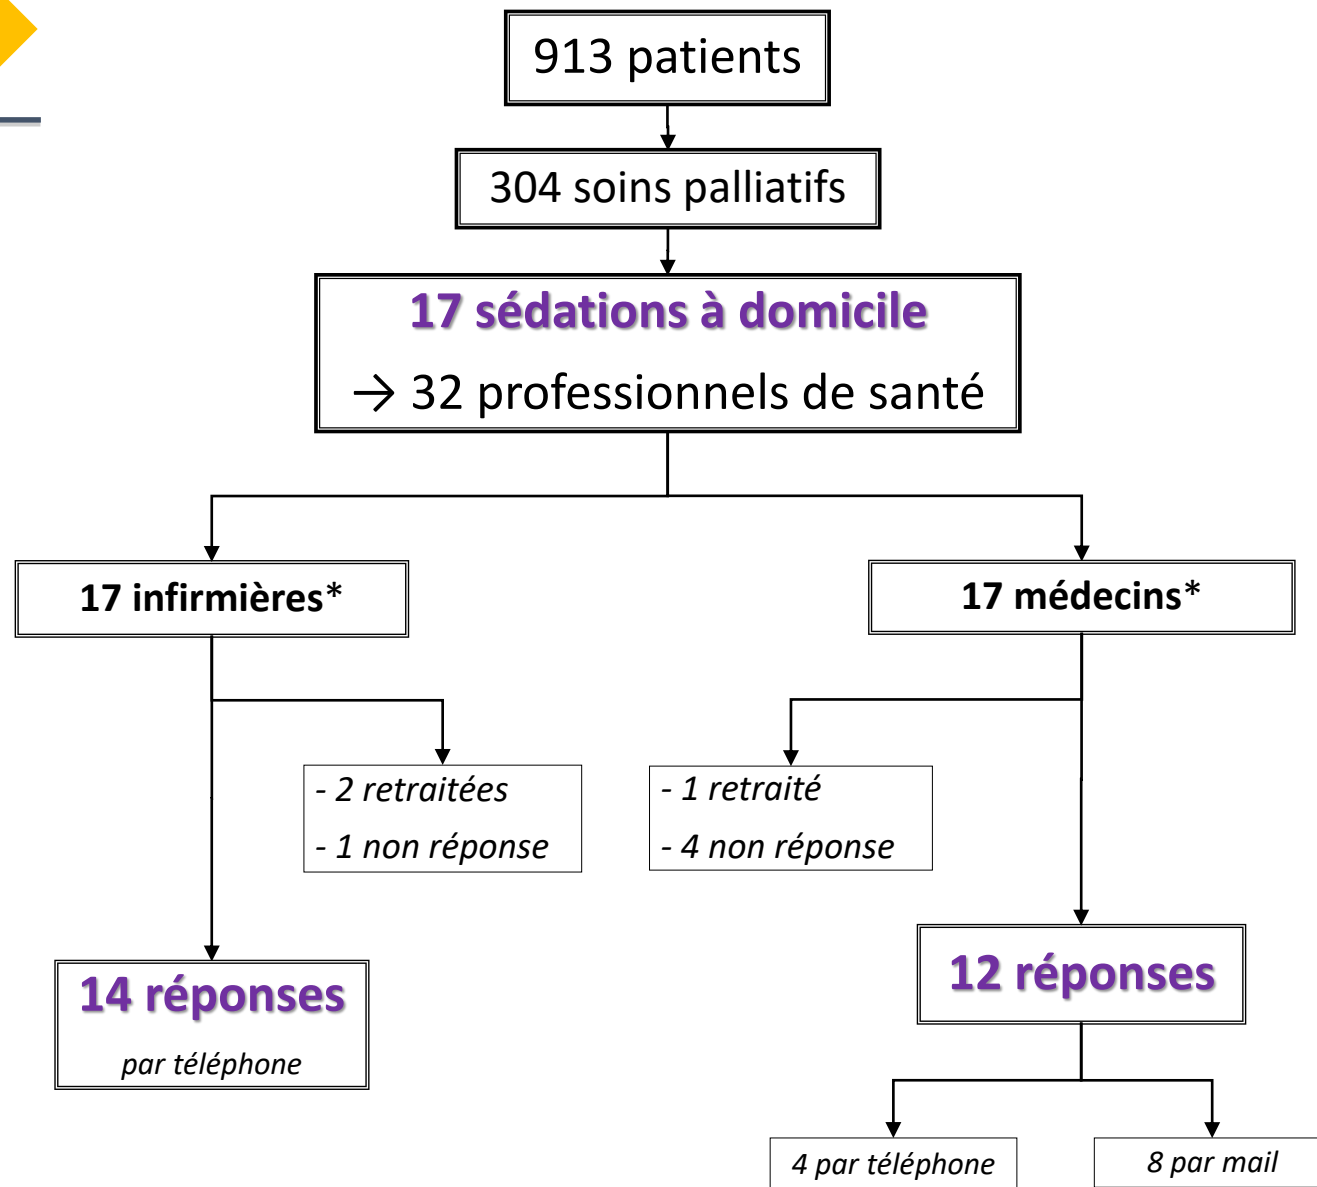 913 patients
304 soins palliatifs
17 sédations à domicile
→ 32 professionnels de santé
17 infirmières*
17 médecins*
- 2 retraitées
- 1 non réponse
- 1 retraité
- 4 non réponse
14 réponses
par téléphone
12 réponses
4 par téléphone
8 par mail